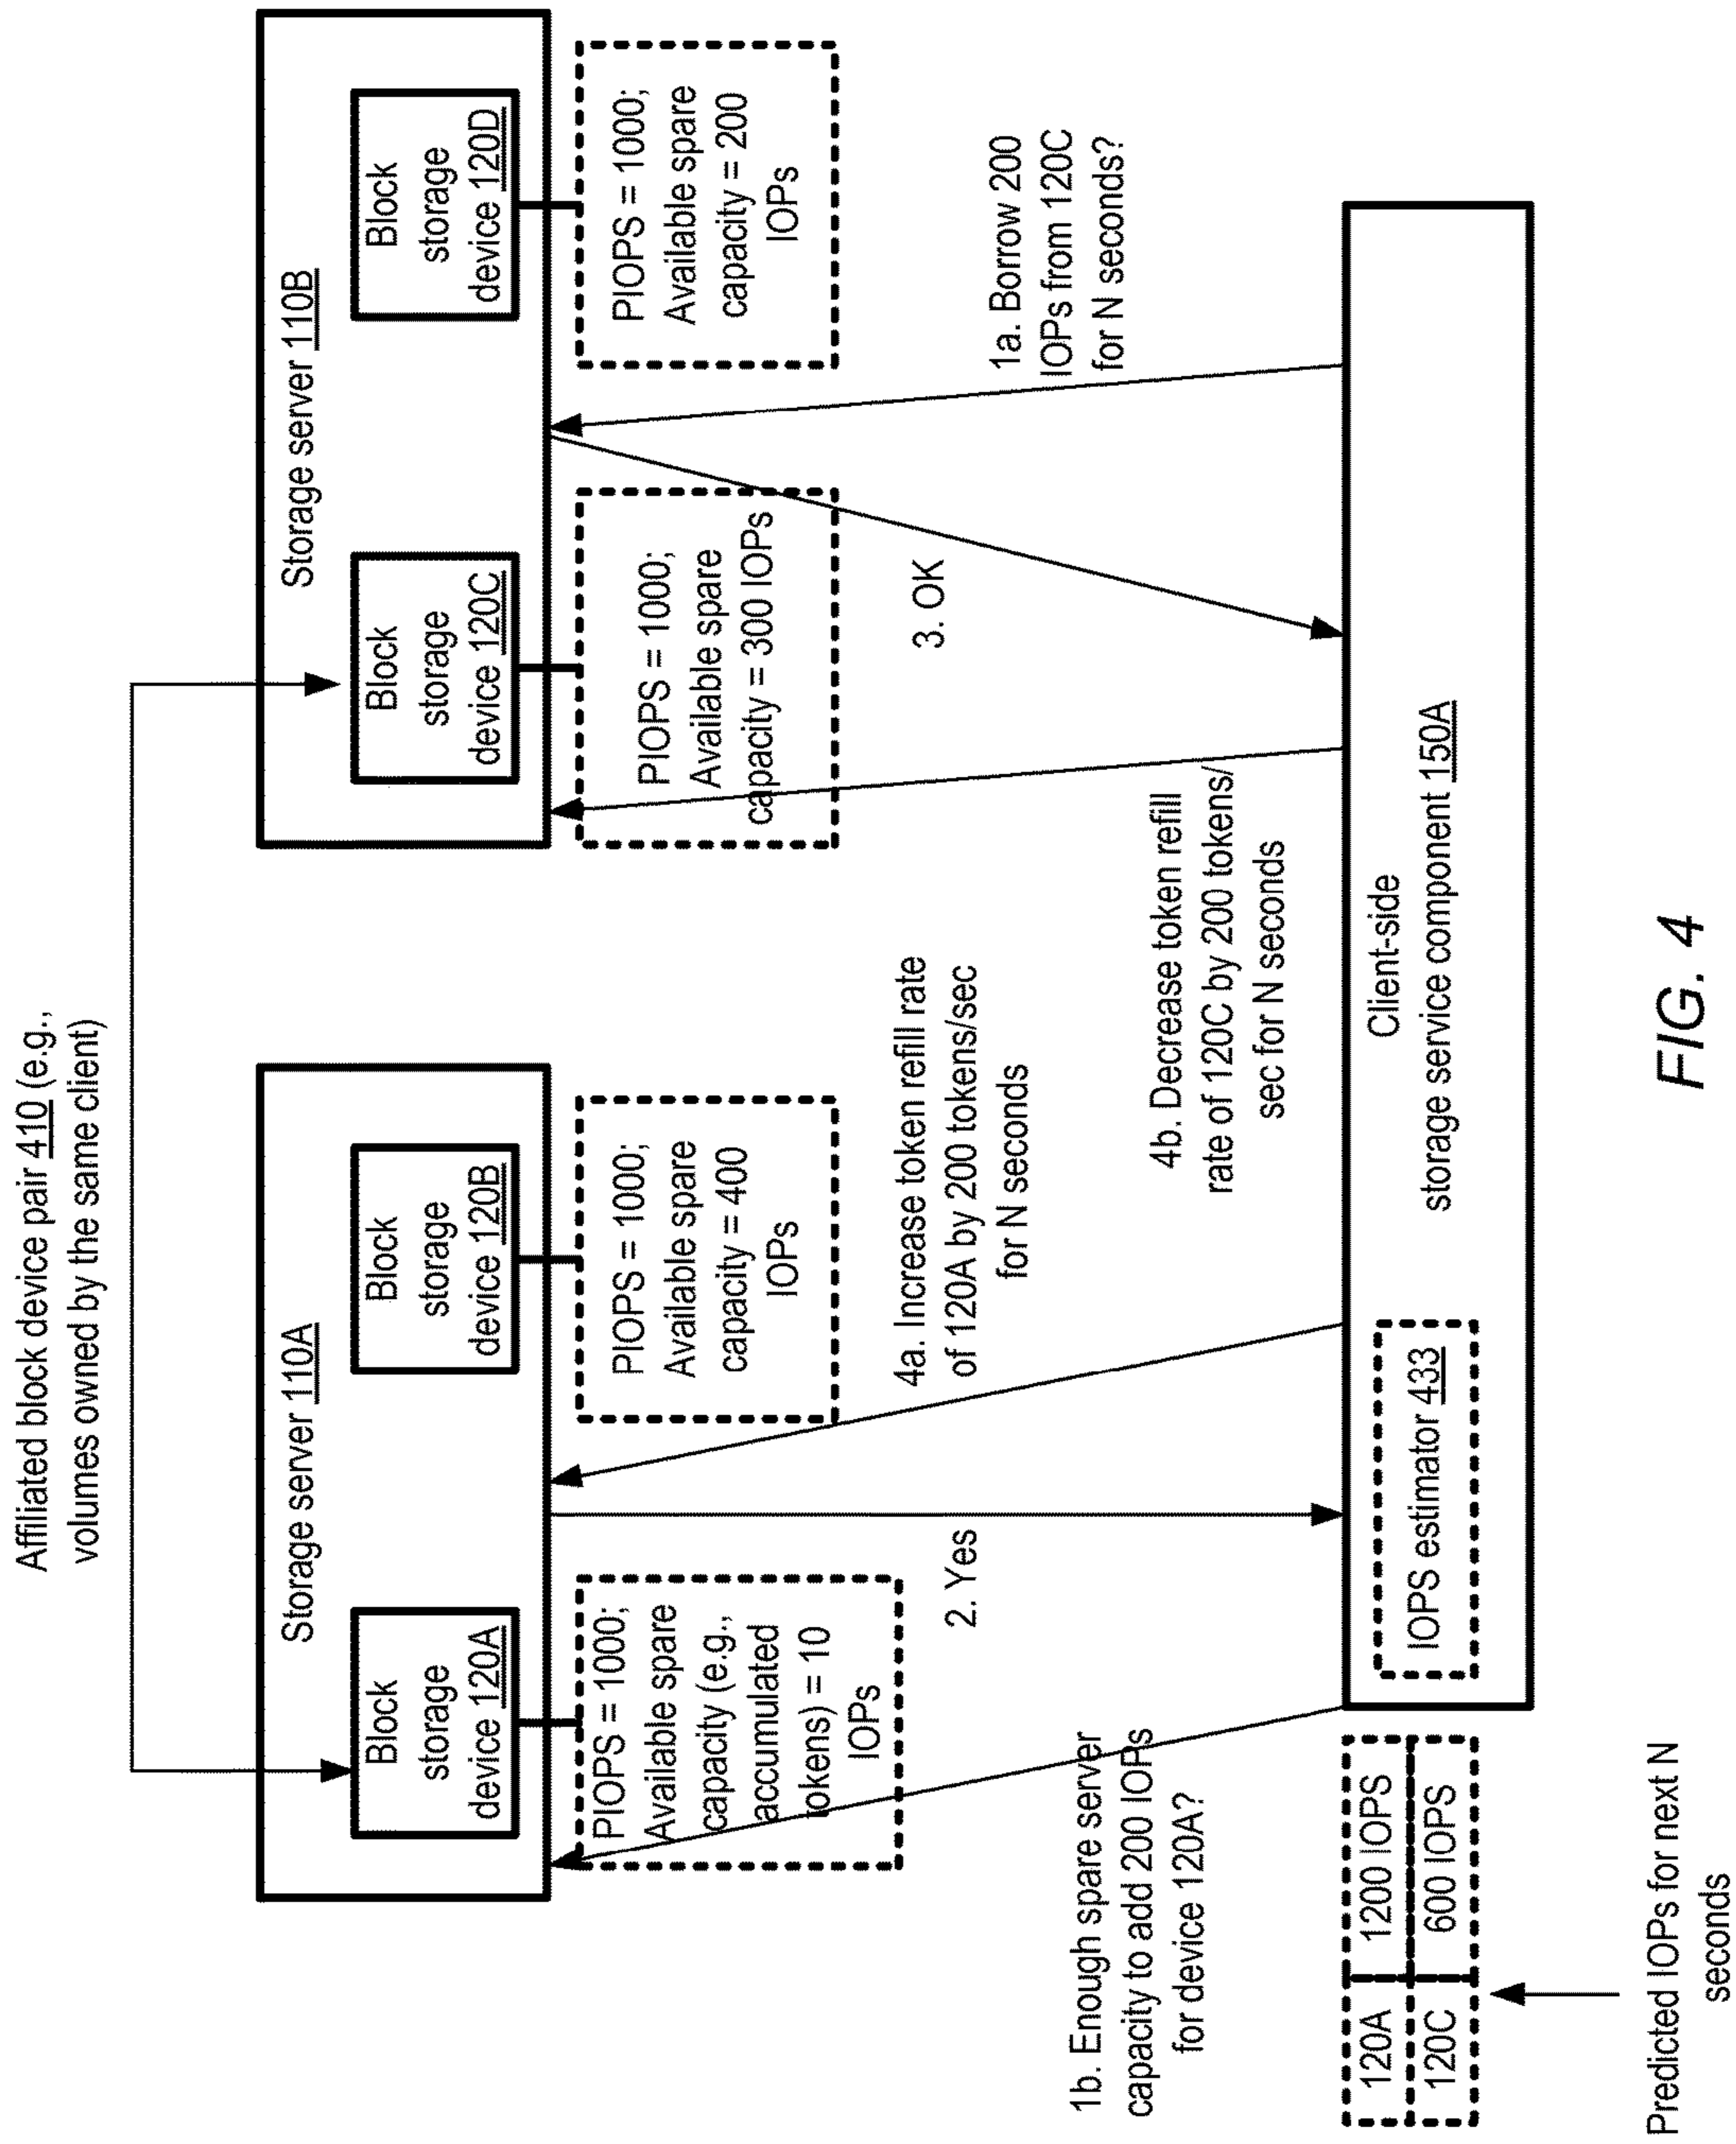 Affiliated block device pair 410 (e.g.,
volumes owned by the same client)
Storage server 110A
Block
storage
device 120A
Block
storage
device 120B
Storage server 110B
Block
storage
device 120C
Block
storage
device 120D
PIOPS = 1000;
Available spare
capacity (e.g.,
accumulated
tokens) = 10
IOPs
PIOPS = 1000;
Available spare
capacity = 400
IOPs
PIOPS = 1000;
Available spare
capacity = 300 IOPs
PIOPS = 1000;
Available spare
capacity = 200
IOPs
1b. Enough spare server
capacity to add 200 IOPs
for device 120A?
2. Yes
4a. Increase token refill rate
of 120A by 200 tokens/sec
for N seconds
4b. Decrease token refill
rate of 120C by 200 tokens/
sec for N seconds
3. OK
1a. Borrow 200
IOPs from 120C
for N seconds?
120A 1200 IOPS
120C 600 IOPS
Predicted IOPs for next N
seconds
IOPS estimator 433
Client-side
storage service component 150A
FIG. 4